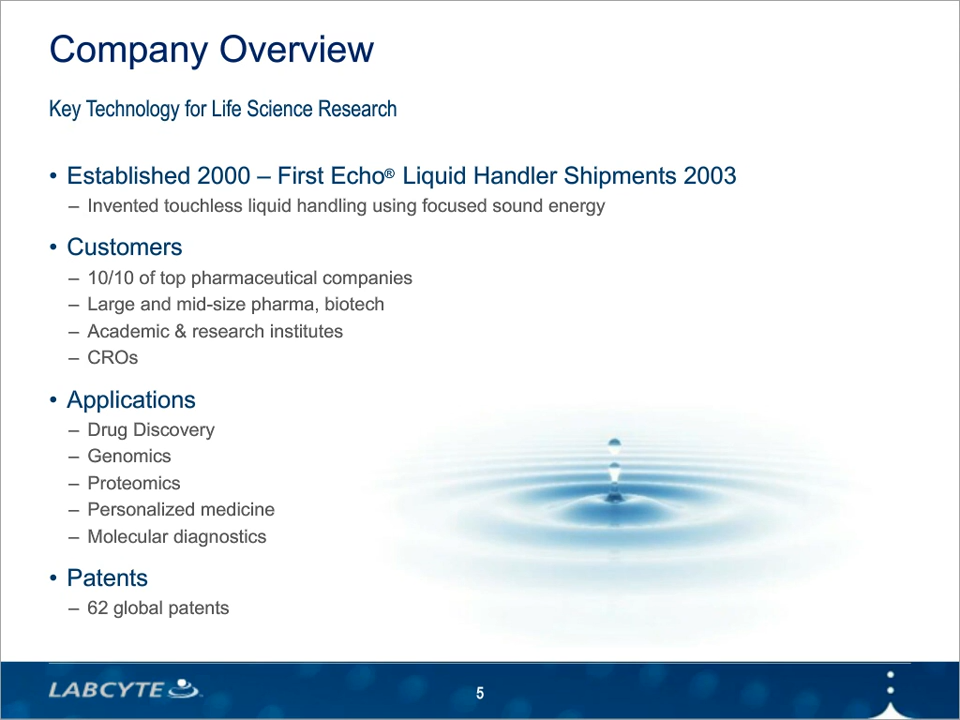 Company Overview
Key Technology for Life Science Research
• Established 2000 – First Echo® Liquid Handler Shipments 2003
– Invented touchless liquid handling using focused sound energy
• Customers
– 10/10 of top pharmaceutical companies
– Large and mid-size pharma, biotech
– Academic & research institutes
– CROs
• Applications
– Drug Discovery
– Genomics
– Proteomics
– Personalized medicine
– Molecular diagnostics
• Patents
– 62 global patents
LABCYTE
5